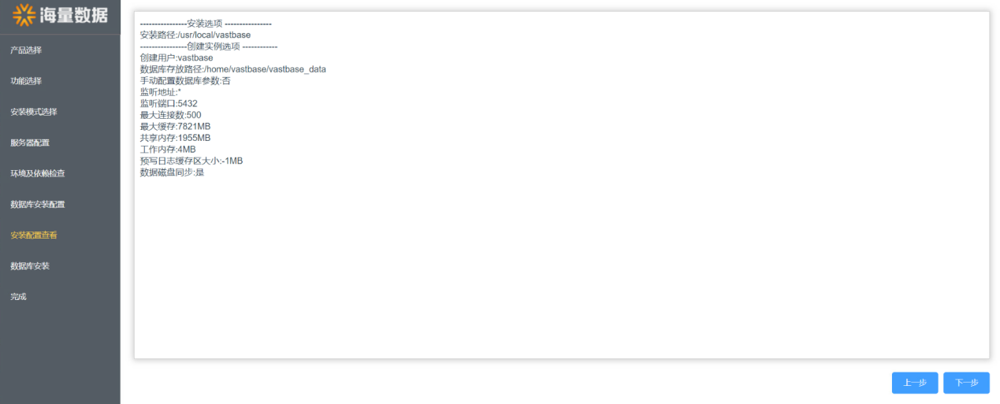 海量数据
产品选择
功能选择
安装模式选择
服务器配置
环境及依赖检查
数据库安装配置
安装配置查看
数据库安装
完成
----------------安装选项 ----------------
安装路径:/usr/local/vastbase
----------------创建实例选项 ------------
创建用户:vastbase
数据库存放路径:/home/vastbase/vastbase_data
手动配置数据库参数:否
监听地址:*
监听端口:5432
最大连接数:500
最大缓存:7821MB
共享内存:1955MB
工作内存:4MB
预写日志缓存区大小:-1MB
数据磁盘同步:是
上一步
下一步